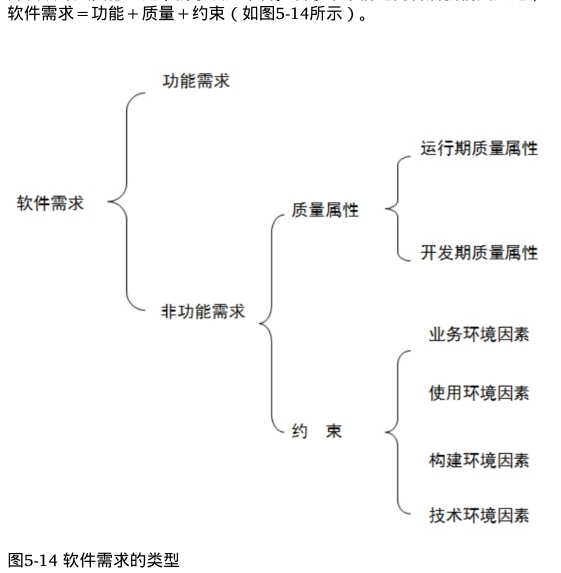 软件需求＝功能＋质量＋约束（如图5-14所示）。
功能需求
运行期质量属性
软件需求
质量属性
开发期质量属性
非功能需求
业务环境因素
使用环境因素
约 束
构建环境因素
技术环境因素
图5-14 软件需求的类型